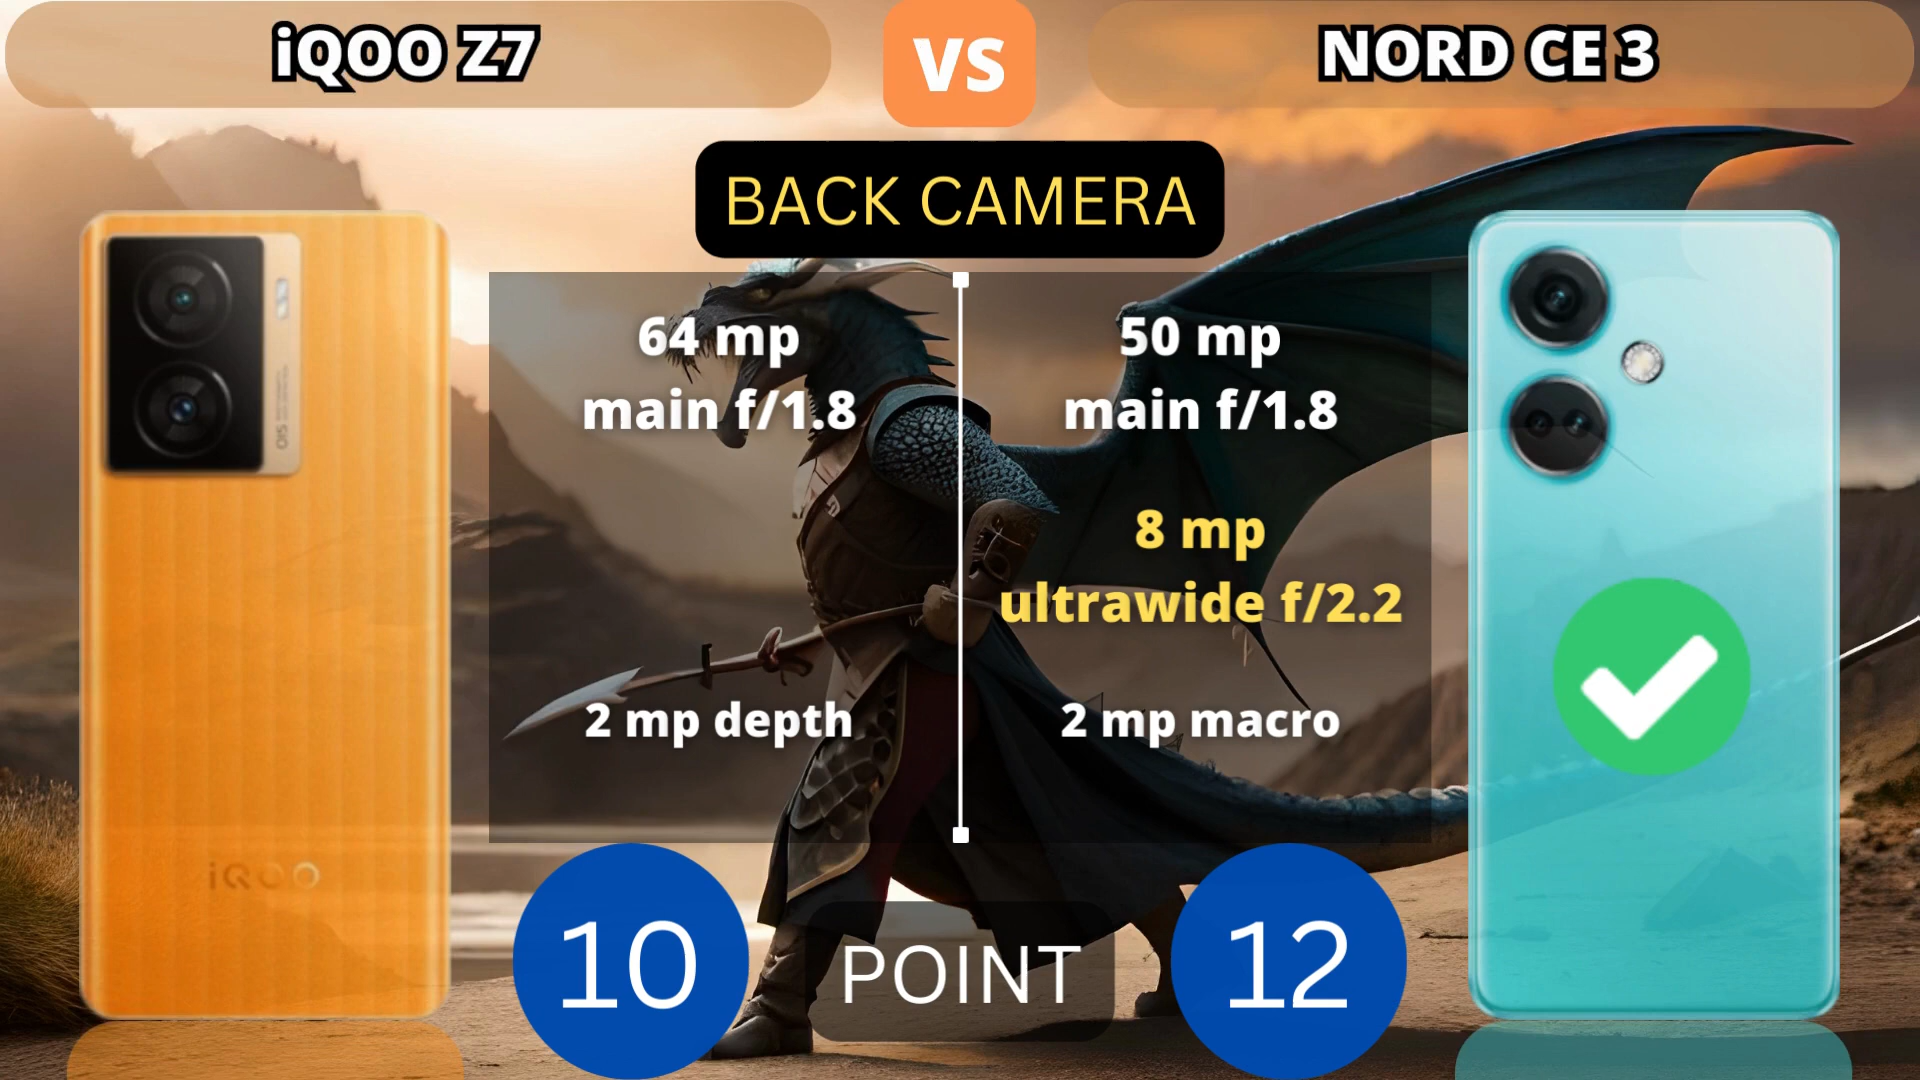 iQOO Z7
VS
NORD CE 3
BACK CAMERA
64 mp
main f/1.8
2 mp depth
50 mp
main f/1.8
8 mp
ultrawide f/2.2
2 mp macro
OIS
iQOO
10
POINT
12